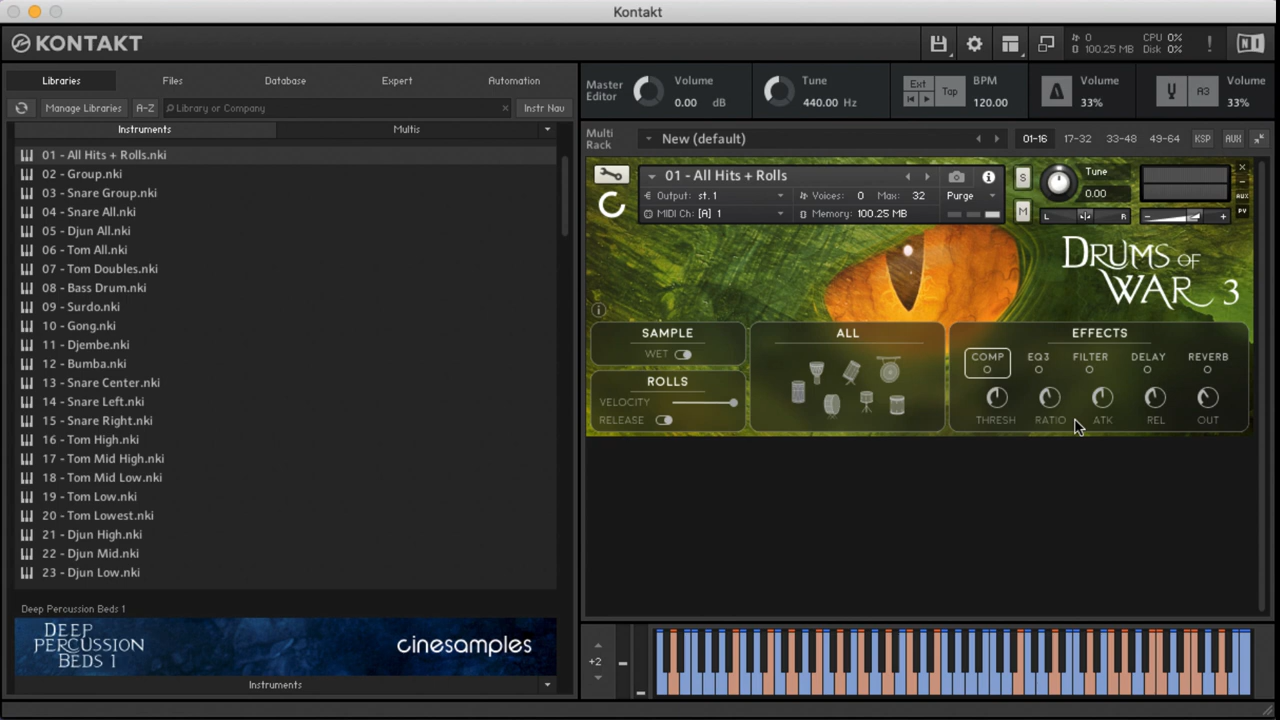 Kontakt
KONTAKT
0
100.25 MB
CPU 0%
Disk 0%
!
NI
Libraries
Files
Database
Expert
Automation
Manage Libraries
A-Z
Library or Company
×
Instr Nav
Instruments
Multis
01 - All Hits + Rolls.nki
02 - Group.nki
03 - Snare Group.nki
04 - Snare All.nki
05 - Djun All.nki
06 - Tom All.nki
07 - Tom Doubles.nki
08 - Bass Drum.nki
09 - Surdo.nki
10 - Gong.nki
11 - Djembe.nki
12 - Bumba.nki
13 - Snare Center.nki
14 - Snare Left.nki
15 - Snare Right.nki
16 - Tom High.nki
17 - Tom Mid High.nki
18 - Tom Mid Low.nki
19 - Tom Low.nki
20 - Tom Lowest.nki
21 - Djun High.nki
22 - Djun Mid.nki
23 - Djun Low.nki
Deep Percussion Beds 1
DEEP
PERCUSSION
BEDS 1
cinesamples
Instruments
Master
Editor
Volume
0.00 dB
Tune
440.00 Hz
Ext
Tap
BPM
120.00
Volume
33%
A3
Volume
33%
Multi
Rack
New (default)
01-16
17-32
33-48
49-64
KSP
AUX
01 - All Hits + Rolls
Output: st. 1
Voices: 0 Max: 32
Purge
MIDI Ch: [A] 1
Memory: 100.25 MB
S
M
Tune
0.00
L
R
-
+
×
-
AUX
PV
DRUMS OF
WAR 3
SAMPLE
WET
ROLLS
VELOCITY
RELEASE
ALL
EFFECTS
COMP
EQ3
FILTER
DELAY
REVERB
THRESH
RATIO
ATK
REL
OUT
+2